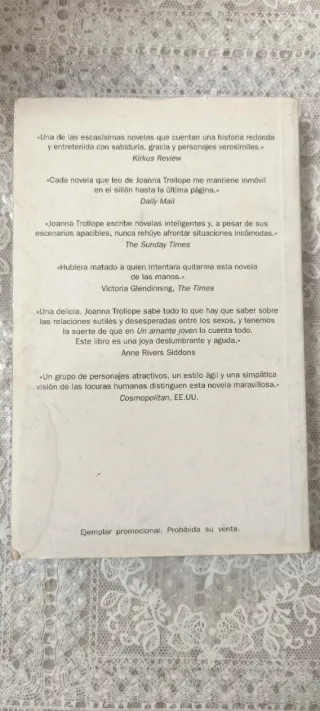 «Una de las escasísimas novelas que cuentan una historia redonda
y entretenida con sabiduría, gracia y personajes verosímiles.»
Kirkus Review
«Cada novela que leo de Joanna Trollope me mantiene inmóvil
en el sillón hasta la última página.»
Daily Mail
«Joanna Trollope escribe novelas inteligentes y, a pesar de sus
escenarios apacibles, nunca rehúye afrontar situaciones incómodas.»
The Sunday Times
«Hubiera matado a quien intentara quitarme esta novela
de las manos.»
Victoria Glendinning, The Times
«Una delicia. Joanna Trollope sabe todo lo que hay que saber sobre
las relaciones sutiles y desesperadas entre los sexos, y tenemos
la suerte de que en Un amante joven lo cuenta todo.
Este libro es una joya deslumbrante y aguda.»
Anne Rivers Siddons
«Un grupo de personajes atractivos, un estilo ágil y una simpática
visión de las locuras humanas distinguen esta novela maravillosa.»
Cosmopolitan, EE.UU.
Ejemplar promocional. Prohibida su venta.